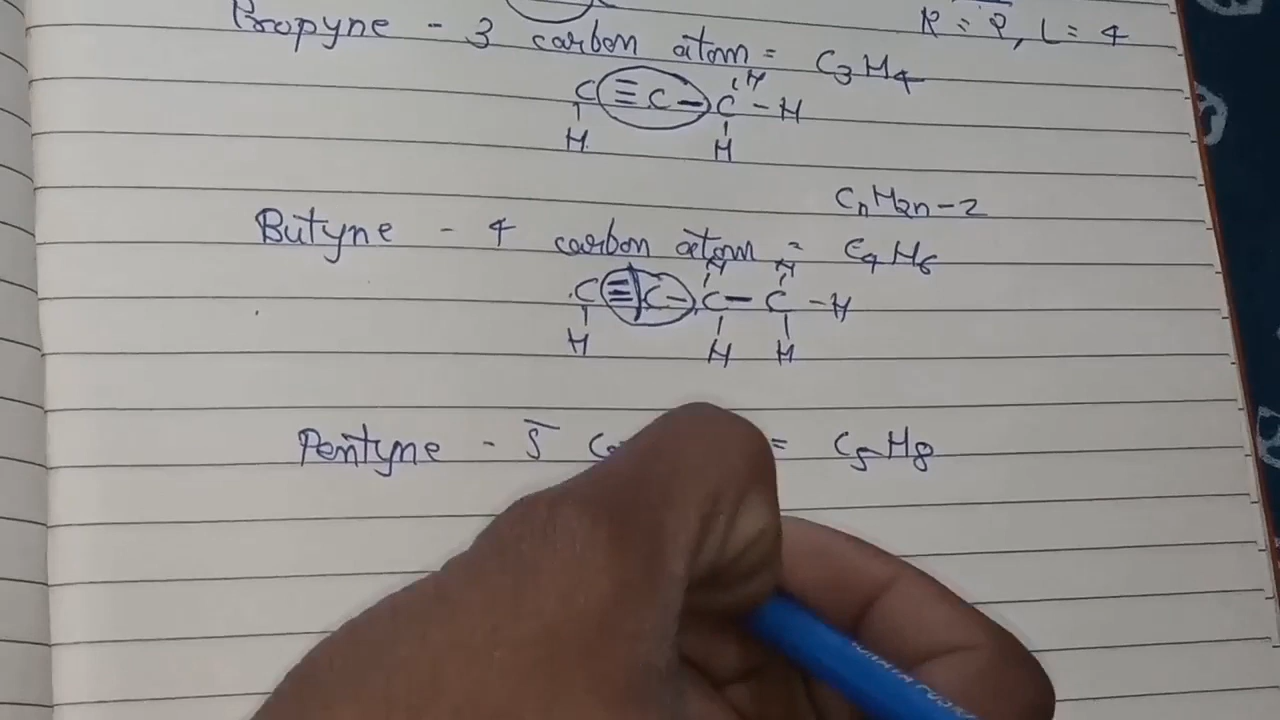 K = 2, L = 4
Propyne - 3 carbon atom = C3H4
H
C ≡ C - C - H
H H
CnH2n-2
Butyne - 4 carbon atom = C4H6
H H
C ≡ C - C - C - H
H H H
Pentyne - 5 = C5H8